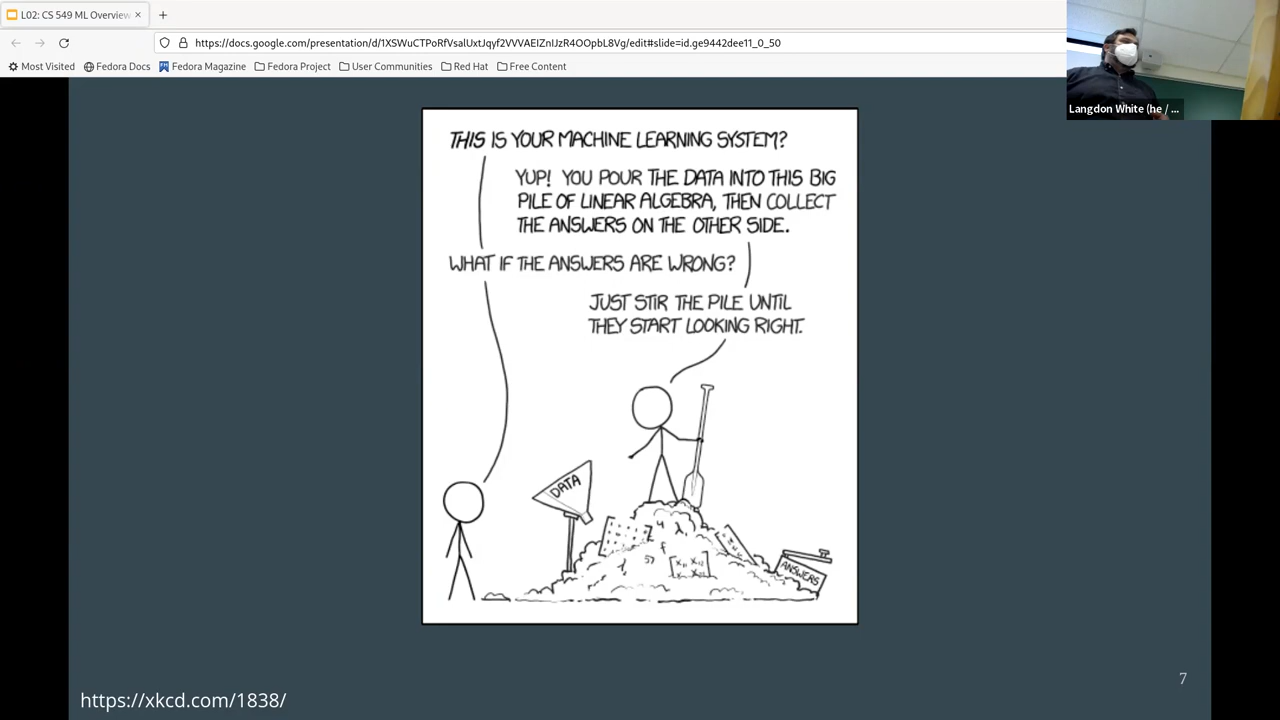 L02: CS 549 ML Overview
https://docs.google.com/presentation/d/1XSWuCTPoRfVsalUxtJqyf2VVVAEIZnIJzR4OOpbL8Vg/edit#slide=id.ge9442dee11_0_50
Most Visited Fedora Docs Fedora Magazine Fedora Project User Communities Red Hat Free Content
Langdon White (he / ...
THIS IS YOUR MACHINE LEARNING SYSTEM?
YUP! YOU POUR THE DATA INTO THIS BIG
PILE OF LINEAR ALGEBRA, THEN COLLECT
THE ANSWERS ON THE OTHER SIDE.
WHAT IF THE ANSWERS ARE WRONG?
JUST STIR THE PILE UNTIL
THEY START LOOKING RIGHT.
DATA
ANSWERS
7
https://xkcd.com/1838/